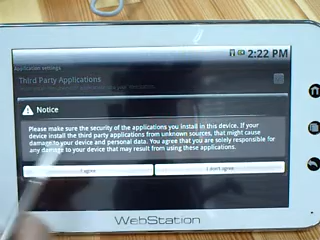 2:22 PM
Application settings
Third Party Applications
Notice
Please make sure the security of the applications you install in this device. If your
device install the third party applications from unknown sources, that might cause
damage to your device and personal data. You agree that you are solely responsible for
any damage to your device that may result from using these applications.
I agree
I don't agree
WebStation